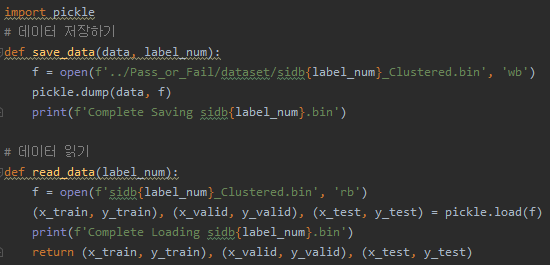 import pickle
# 데이터 저장하기
def save_data(data, label_num):
    f = open(f'../Pass_or_Fail/dataset/sidb{label_num}_Clustered.bin', 'wb')
    pickle.dump(data, f)
    print(f'Complete Saving sidb{label_num}.bin')

# 데이터 읽기
def read_data(label_num):
    f = open(f'sidb{label_num}_Clustered.bin', 'rb')
    (x_train, y_train), (x_valid, y_valid), (x_test, y_test) = pickle.load(f)
    print(f'Complete Loading sidb{label_num}.bin')
    return (x_train, y_train), (x_valid, y_valid), (x_test, y_test)